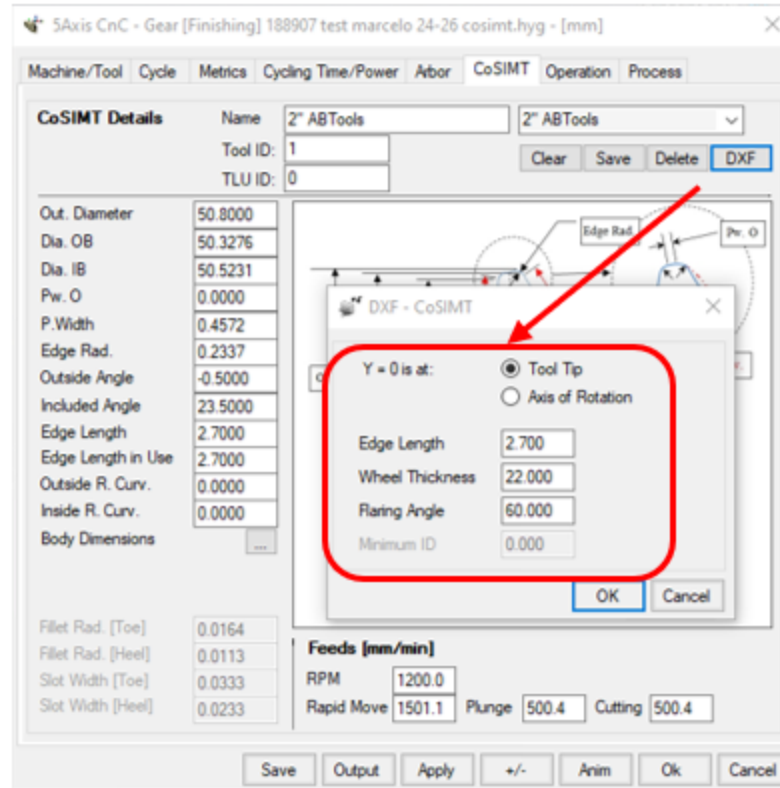 5Axis CnC - Gear [Finishing] 188907 test marcelo 24-26 cosimt.hyg - [mm]
Machine/Tool Cycle Metrics Cycling Time/Power Arbor CoSIMT Operation Process
CoSIMT Details Name 2" ABTools 2" ABTools
Tool ID: 1 Clear Save Delete DXF
TLU ID: 0
Out. Diameter 50.8000
Dia. OB 50.3276
Dia. IB 50.5231
Pw. O 0.0000
P.Width 0.4572
Edge Rad. 0.2337
Outside Angle -0.5000
Included Angle 23.5000
Edge Length 2.7000
Edge Length in Use 2.7000
Outside R. Curv. 0.0000
Inside R. Curv. 0.0000
Body Dimensions ...
Fillet Rad. [Toe] 0.0164
Fillet Rad. [Heel] 0.0113
Slot Width [Toe] 0.0333
Slot Width [Heel] 0.0233
Edge Rad. Pw. O
DXF - CoSIMT
Y = 0 is at: Tool Tip
Axis of Rotation
Edge Length 2.700
Wheel Thickness 22.000
Flaring Angle 60.000
Minimum ID 0.000
OK Cancel
Feeds [mm/min]
RPM 1200.0
Rapid Move 1501.1 Plunge 500.4 Cutting 500.4
Save Output Apply +/- Anim Ok Cancel